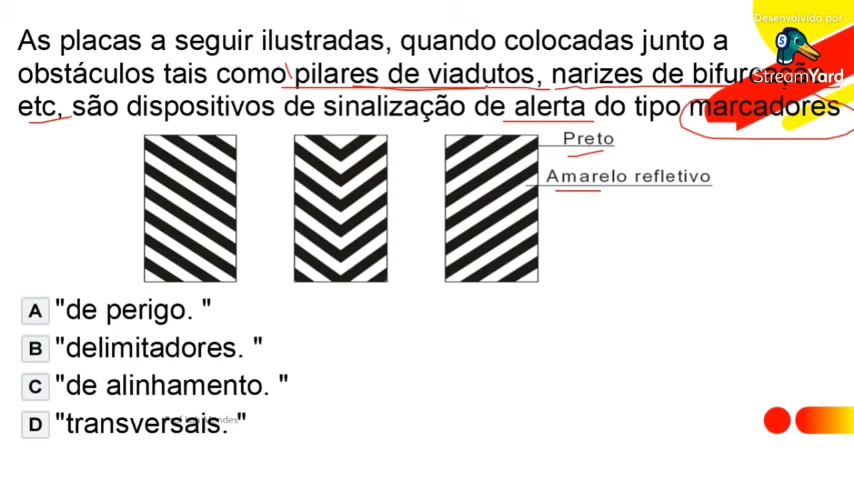 Desenvolvido por
StreamYard
As placas a seguir ilustradas, quando colocadas junto a
obstáculos tais como pilares de viadutos, narizes de bifurcação
etc, são dispositivos de sinalização de alerta do tipo marcadores
Preto
Amarelo refletivo
A "de perigo. "
B "delimitadores. "
C "de alinhamento. "
D "transversais. "